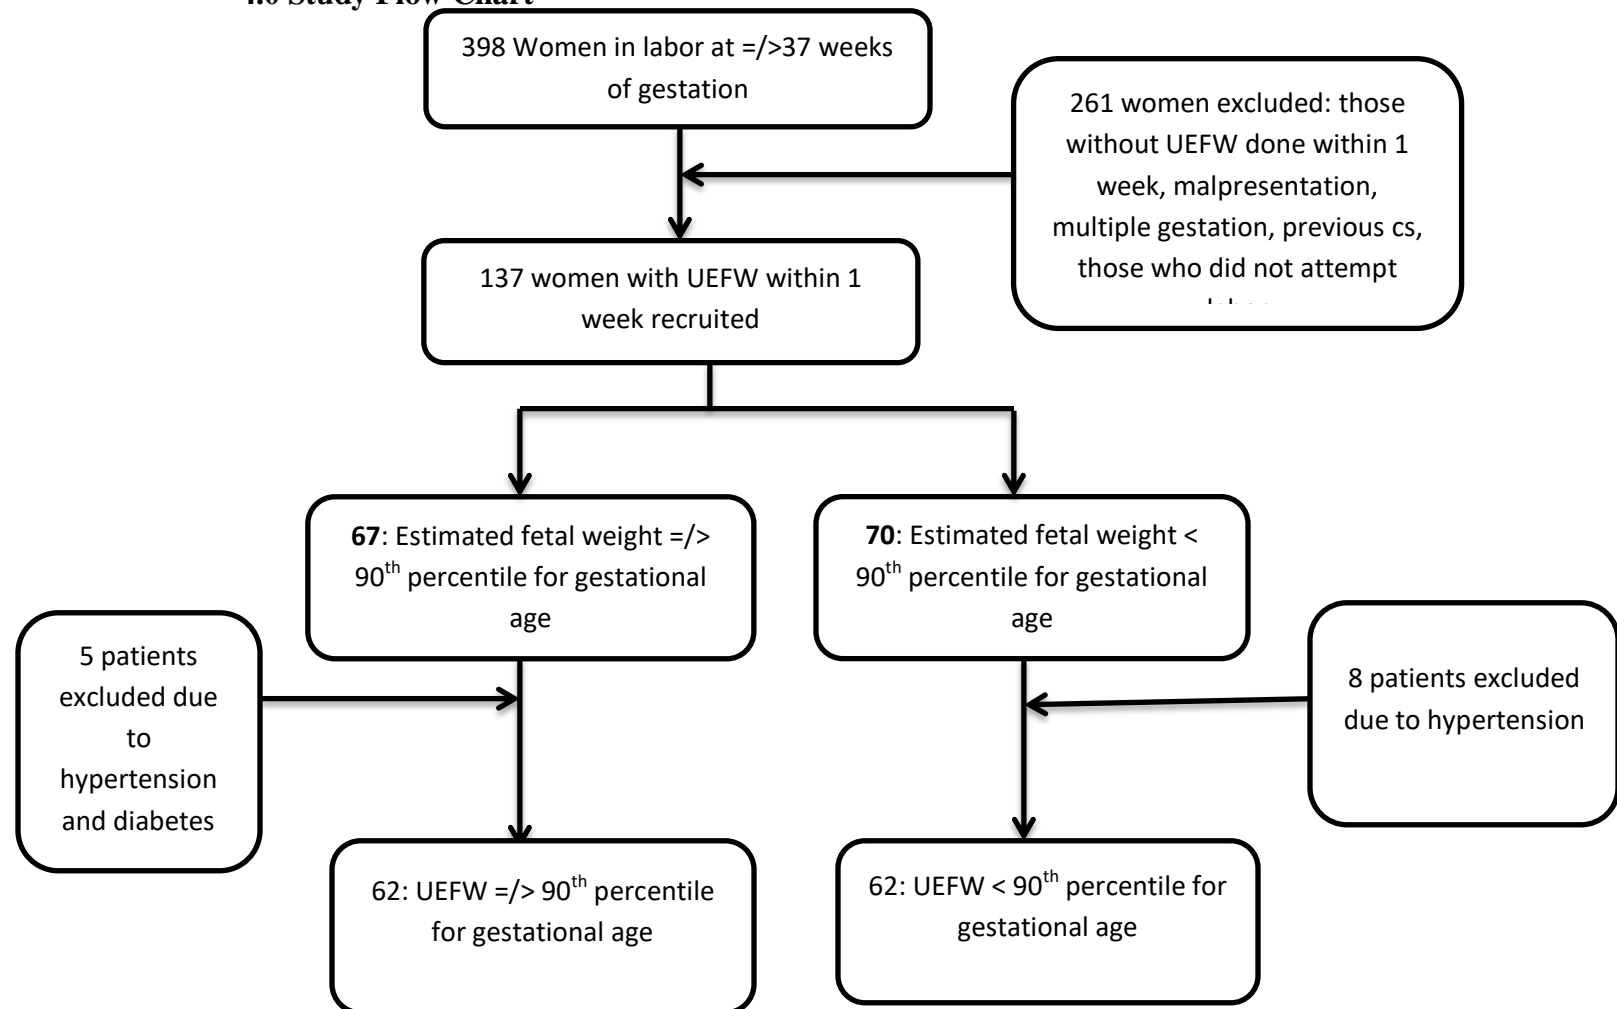 Study Flow Chart
398 Women in labor at =/>37 weeks
of gestation
261 women excluded: those
without UEFW done within 1
week, malpresentation,
multiple gestation, previous cs,
those who did not attempt
137 women with UEFW within 1
week recruited
67: Estimated fetal weight =/>
90th percentile for gestational
age
70: Estimated fetal weight <
90th percentile for gestational
age
5 patients
excluded due
to
hypertension
and diabetes
8 patients excluded
due to hypertension
62: UEFW =/> 90th percentile
for gestational age
62: UEFW < 90th percentile for
gestational age